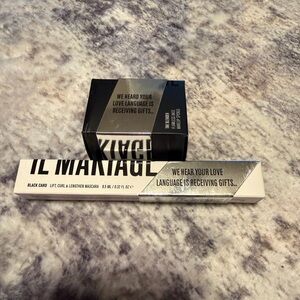 WE HEARD YOUR
LOVE LANGUAGE IS
RECEIVING GIFTS...
IL MAKIAGE
BLACK CARD LIFT, CURL & LENGTHEN MASCARA
WE HEAR YOUR LOVE
LANGUAGE IS RECEIVING GIFTS...